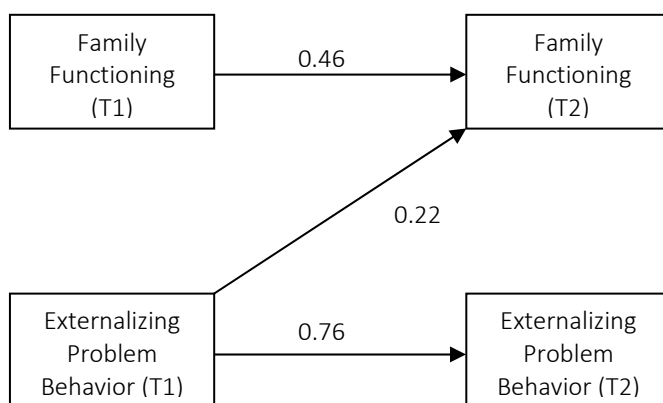 Family
Functioning
(T1)
0.46
Family
Functioning
(T2)
0.22
Externalizing
Problem
Behavior (T1)
0.76
Externalizing
Problem
Behavior (T2)